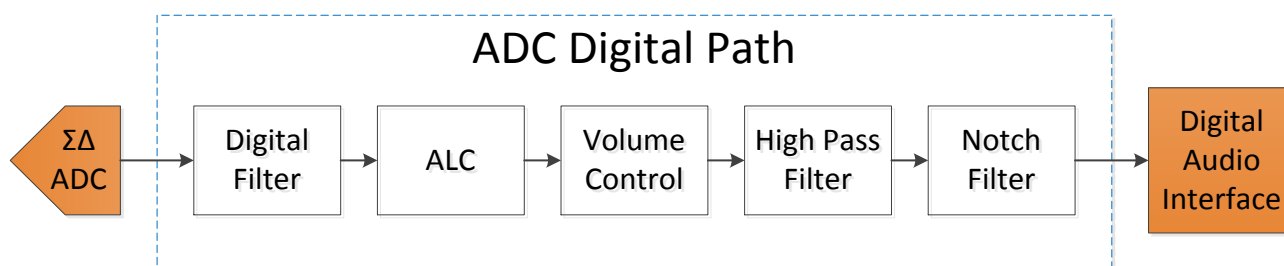 ADC Digital Path
ΣΔ
ADC
Digital
Filter
ALC
Volume
Control
High Pass
Filter
Notch
Filter
Digital
Audio
Interface